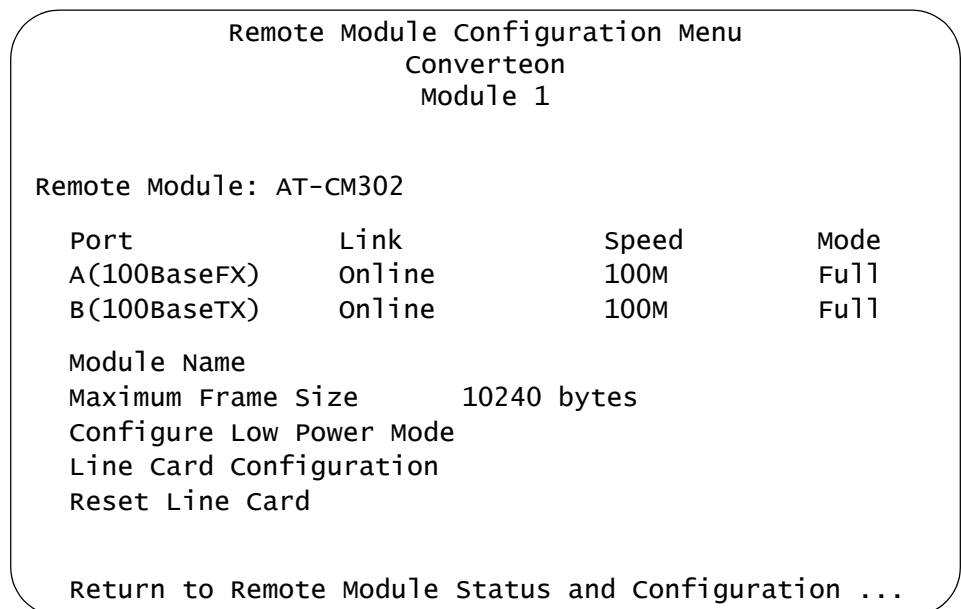 Remote Module Configuration Menu
Converteon
Module 1
Remote Module: AT-CM302
Port Link Speed Mode
A(100BaseFX) Online 100M Full
B(100BaseTX) Online 100M Full
Module Name
Maximum Frame Size 10240 bytes
Configure Low Power Mode
Line Card Configuration
Reset Line Card
Return to Remote Module Status and Configuration ...